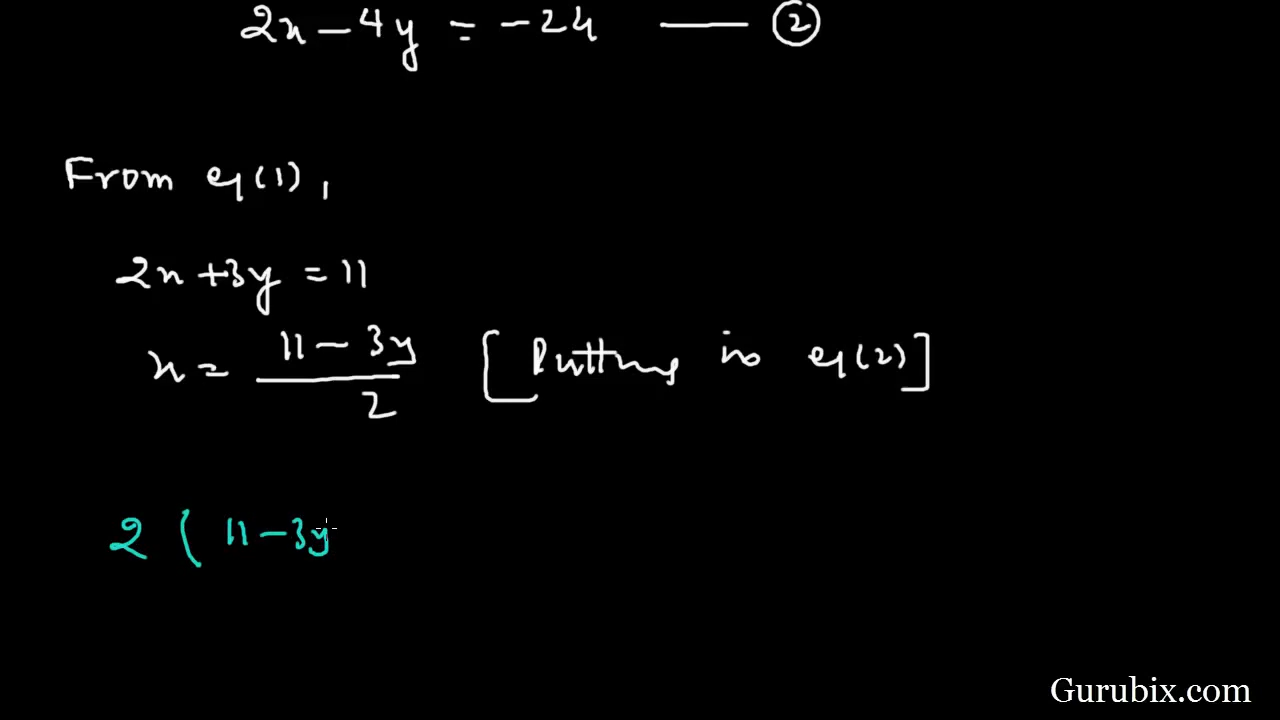 2x - 4y = -24 —— ②
From eq(1),
2x + 3y = 11
x = 11 - 3y / 2 [Putting in eq(2)]
2 ( 11 - 3y
Gurubix.com